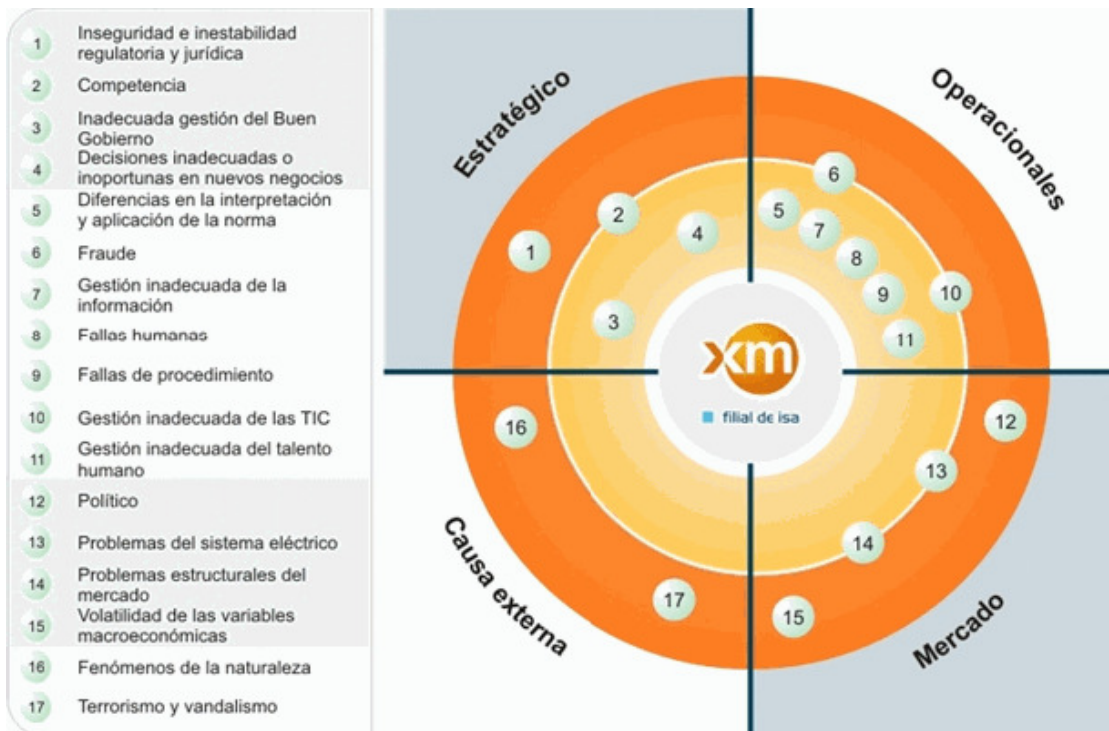 1 Inseguridad e inestabilidad
regulatoria y jurídica
2 Competencia
3 Inadecuada gestión del Buen
Gobierno
4 Decisiones inadecuadas o
inoportunas en nuevos negocios
5 Diferencias en la interpretación
y aplicación de la norma
6 Fraude
7 Gestión inadecuada de la
información
8 Fallas humanas
9 Fallas de procedimiento
10 Gestión inadecuada de las TIC
11 Gestión inadecuada del talento
humano
12 Político
13 Problemas del sistema eléctrico
14 Problemas estructurales del
mercado
15 Volatilidad de las variables
macroeconómicas
16 Fenómenos de la naturaleza
17 Terrorismo y vandalismo
Estratégico
Operacionales
1
2
3
4
5
6
7
8
9
10
11
xm
filial de isa
12
13
14
15
16
17
Causa externa
Mercado